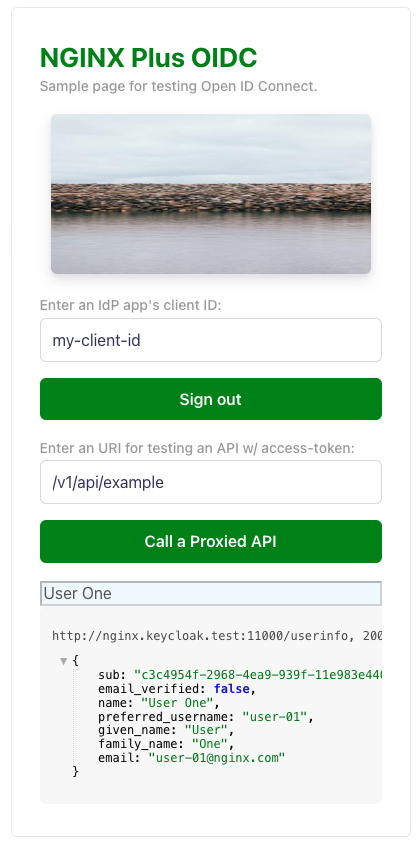 NGINX Plus OIDC
Sample page for testing Open ID Connect.
Enter an IdP app's client ID:
my-client-id
Sign out
Enter an URI for testing an API w/ access-token:
/v1/api/example
Call a Proxied API
User One
http://nginx.keycloak.test:11000/userinfo, 200
▼ {
sub: "c3c4954f-2968-4ea9-939f-11e983e440
email_verified: false,
name: "User One",
preferred_username: "user-01",
given_name: "User",
family_name: "One",
email: "user-01@nginx.com"
}